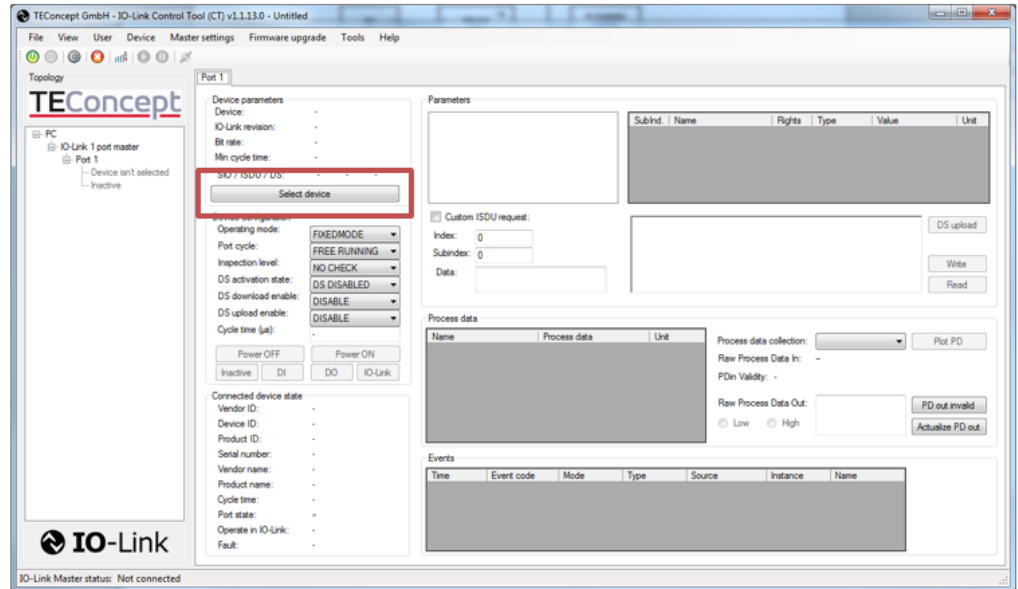 TEConcept GmbH - IO-Link Control Tool (CT) v1.1.13.0 - Untitled
File View User Device Master settings Firmware upgrade Tools Help
Topology
TEConcept
PC
IO-Link 1 port master
Port 1
Device isn't selected
Inactive
IO-Link
Port 1
Device parameters
Device: -
IO-Link revision: -
Bit rate: -
Min cycle time: -
SIO / ISDU / DS: - - -
Select device
Device configuration
Operating mode: FIXEDMODE
Port cycle: FREE RUNNING
Inspection level: NO CHECK
DS activation state: DS DISABLED
DS download enable: DISABLE
DS upload enable: DISABLE
Cycle time (µs): -
Power OFF Power ON
Inactive DI DO IO-Link
Connected device state
Vendor ID: -
Device ID: -
Product ID: -
Serial number: -
Vendor name: -
Product name: -
Cycle time: -
Port state: -
Operate in IO-Link: -
Fault: -
Parameters
SubInd. Name Rights Type Value Unit
Custom ISDU request:
Index: 0
Subindex: 0
Data:
DS upload
Write
Read
Process data
Name Process data Unit
Process data collection: Plot PD
Raw Process Data In: -
PDin Validity: -
Raw Process Data Out: PD out invalid
Low High Actualize PD out
Events
Time Event code Mode Type Source Instance Name
IO-Link Master status: Not connected